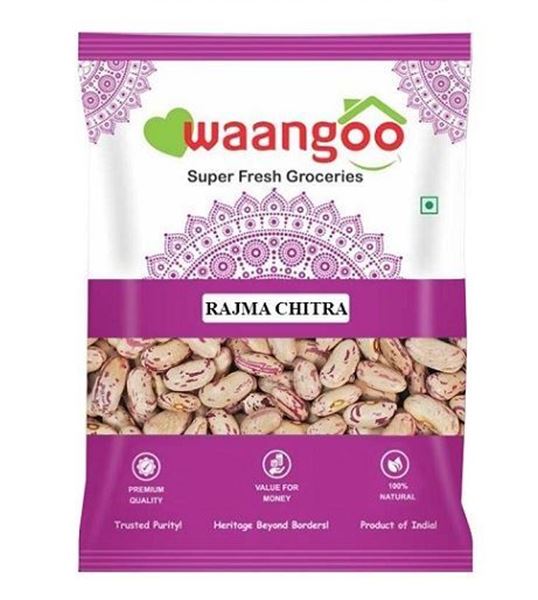 waangoo
Super Fresh Groceries
RAJMA CHITRA
PREMIUM
QUALITY
VALUE FOR
MONEY
100%
NATURAL
Trusted Purity!
Heritage Beyond Borders!
Product of India!